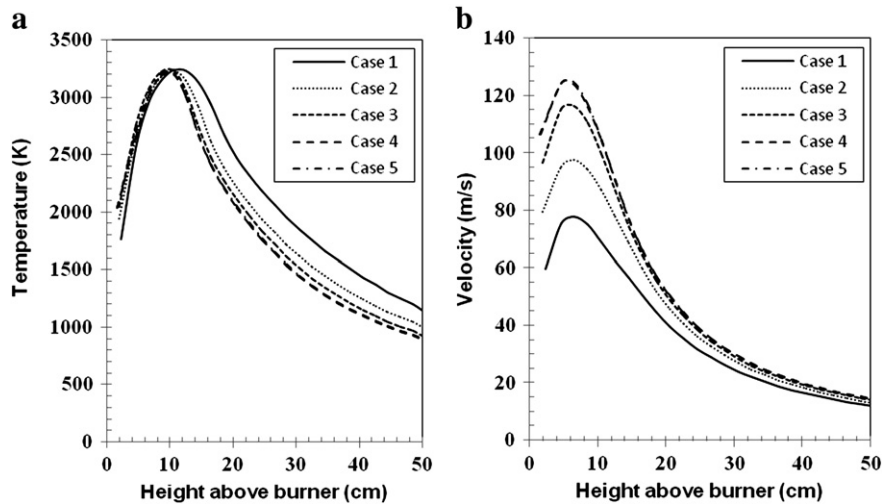 a
3500
3000
2500
2000
1500
1000
500
0
Temperature (K)
0 10 20 30 40 50
Height above burner (cm)
Case 1
Case 2
Case 3
Case 4
Case 5
b
140
120
100
80
60
40
20
0
Velocity (m/s)
0 10 20 30 40 50
Height above burner (cm)
Case 1
Case 2
Case 3
Case 4
Case 5